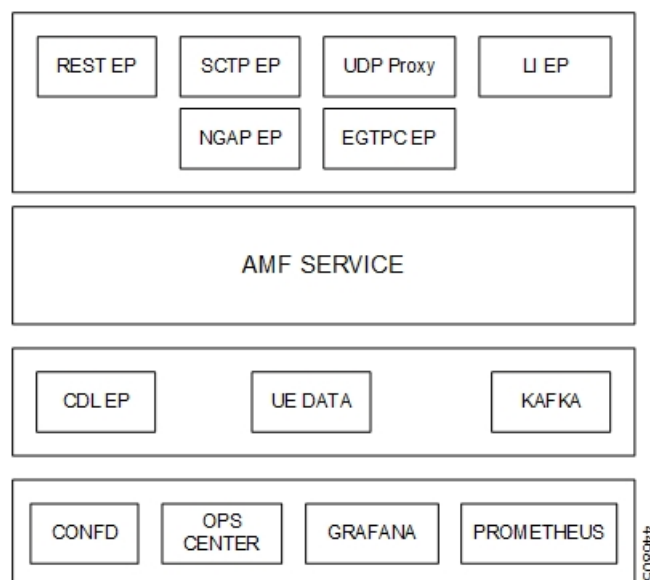 REST EP
SCTP EP
UDP Proxy
LI EP
NGAP EP
EGTPC EP
AMF SERVICE
CDL EP
UE DATA
KAFKA
CONFD
OPS
CENTER
GRAFANA
PROMETHEUS